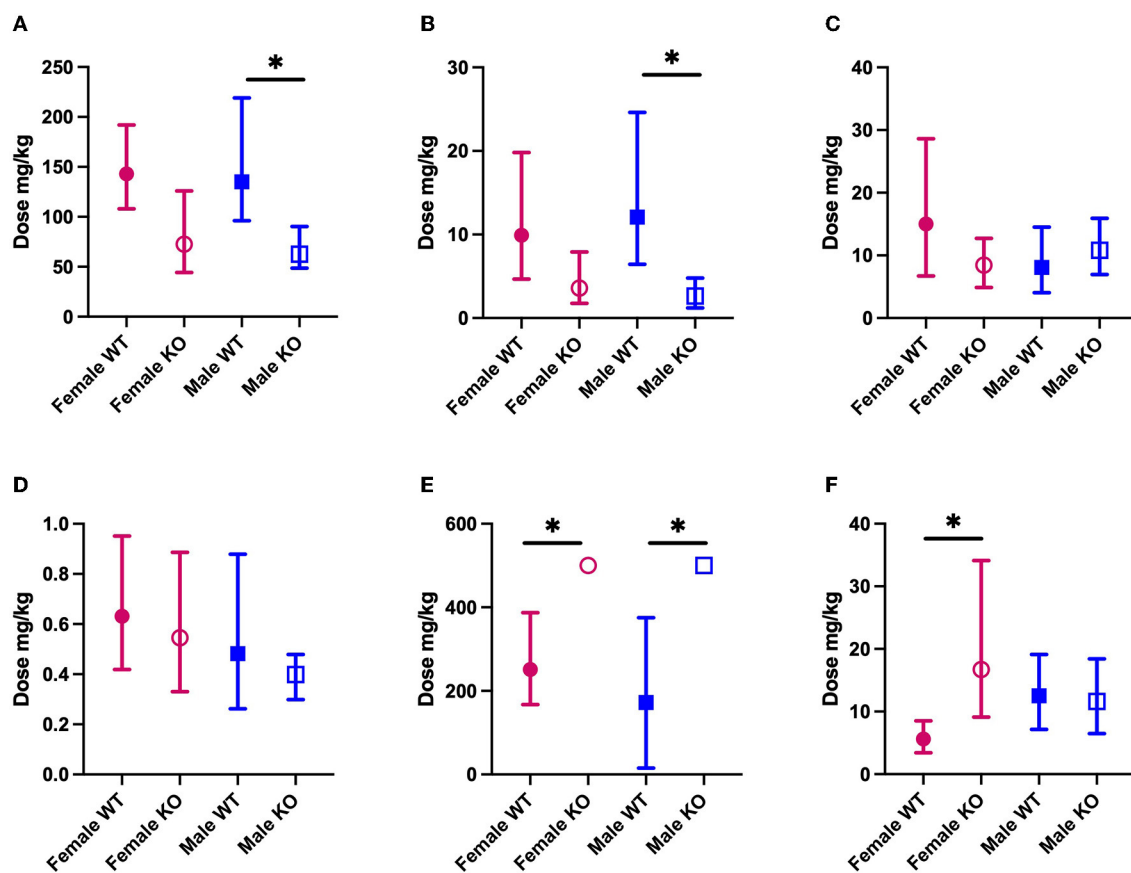 A
B
C
*
*
250
200
150
100
50
0
Dose mg/kg
Female WT
Female KO
Male WT
Male KO
30
20
10
0
Dose mg/kg
Female WT
Female KO
Male WT
Male KO
40
30
20
10
0
Dose mg/kg
Female WT
Female KO
Male WT
Male KO
D
E
F
1.0
0.8
0.6
0.4
0.2
0.0
Dose mg/kg
Female WT
Female KO
Male WT
Male KO
*
*
600
400
200
0
Dose mg/kg
Female WT
Female KO
Male WT
Male KO
*
40
30
20
10
0
Dose mg/kg
Female WT
Female KO
Male WT
Male KO